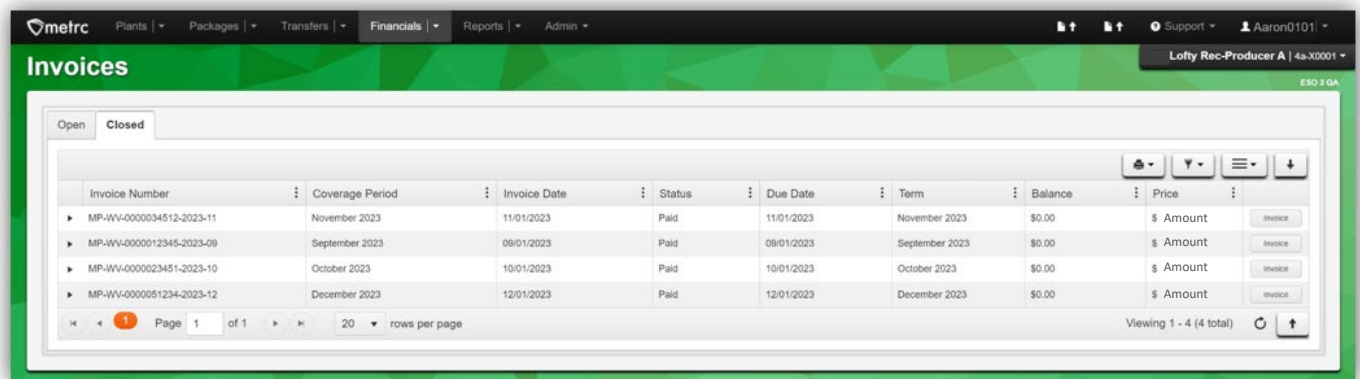 metrc Plants Packages Transfers Financials Reports Admin Support Aaron0101
Invoices Lofty Rec-Producer A | 4a-X0001
ESO 3 QA
Open Closed
Invoice Number Coverage Period Invoice Date Status Due Date Term Balance Price
MP-WV-0000034512-2023-11 November 2023 11/01/2023 Paid 11/01/2023 November 2023 $0.00 $ Amount Invoice
MP-WV-0000012345-2023-09 September 2023 09/01/2023 Paid 09/01/2023 September 2023 $0.00 $ Amount Invoice
MP-WV-0000023451-2023-10 October 2023 10/01/2023 Paid 10/01/2023 October 2023 $0.00 $ Amount Invoice
MP-WV-0000051234-2023-12 December 2023 12/01/2023 Paid 12/01/2023 December 2023 $0.00 $ Amount Invoice
1 Page 1 of 1 20 rows per page Viewing 1 - 4 (4 total)